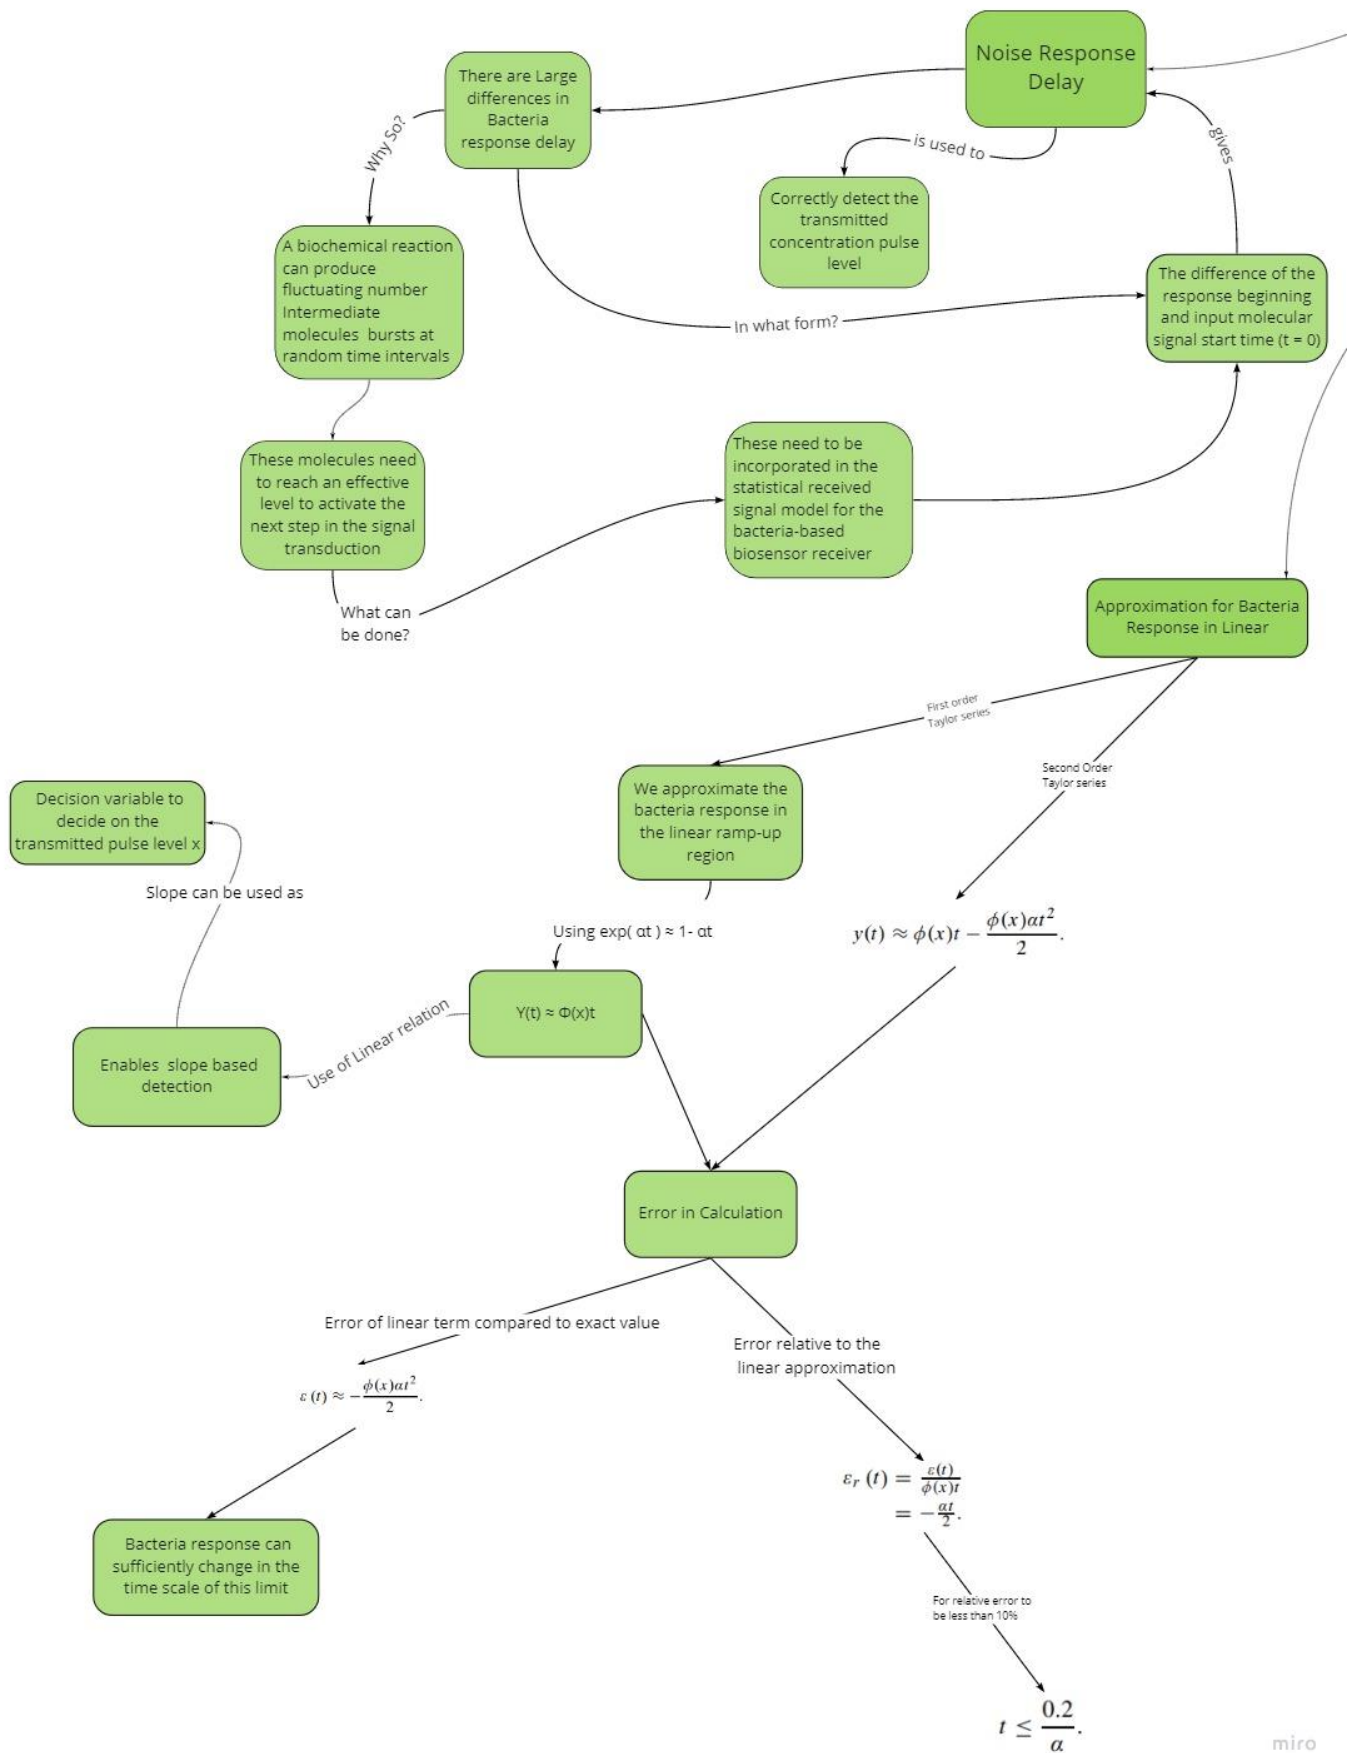 Noise Response
Delay
There are Large
differences in
Bacteria
response delay
Why So?
is used to
gives
Correctly detect the
transmitted
concentration pulse
level
A biochemical reaction
can produce
fluctuating number
Intermediate
molecules bursts at
random time intervals
The difference of the
response beginning
and input molecular
signal start time (t = 0)
In what form?
These molecules need
to reach an effective
level to activate the
next step in the signal
transduction
These need to be
incorporated in the
statistical received
signal model for the
bacteria-based
biosensor receiver
What can
be done?
Approximation for Bacteria
Response in Linear
First order
Taylor series
Second Order
Taylor series
We approximate the
bacteria response in
the linear ramp-up
region
Decision variable to
decide on the
transmitted pulse level x
Slope can be used as
Using exp( αt ) ≈ 1- αt
y(t) ≈ ϕ(x)t − ϕ(x)αt²/2.
Y(t) ≈ Φ(x)t
Use of Linear relation
Enables slope based
detection
Error in Calculation
Error of linear term compared to exact value
Error relative to the
linear approximation
ε (t) ≈ −ϕ(x)αt²/2.
εr (t) = ε(t)/ϕ(x)t
= −αt/2.
Bacteria response can
sufficiently change in the
time scale of this limit
For relative error to
be less than 10%
t ≤ 0.2/α.
miro